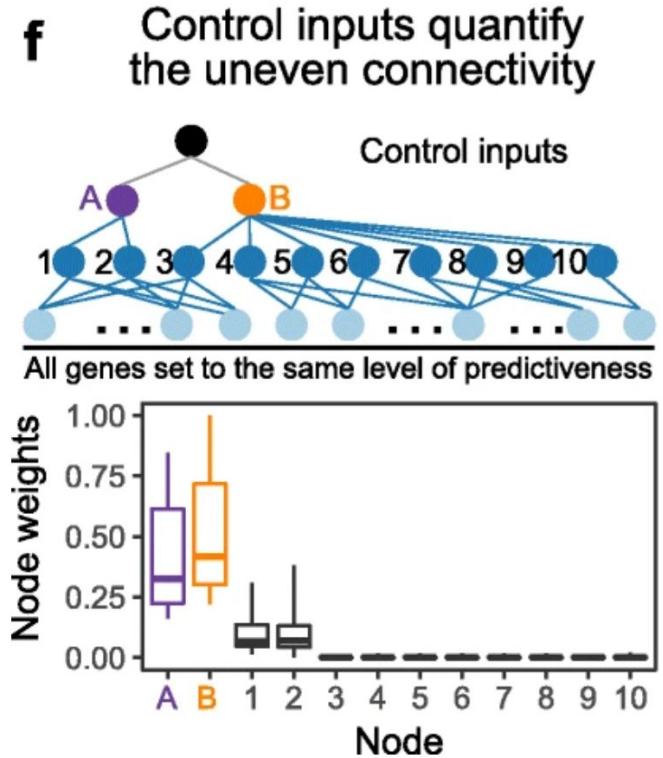 f
Control inputs quantify
the uneven connectivity
Control inputs
A B
1 2 3 4 5 6 7 8 9 10
... ... ...
All genes set to the same level of predictiveness
Node weights
1.00
0.75
0.50
0.25
0.00
A B 1 2 3 4 5 6 7 8 9 10
Node